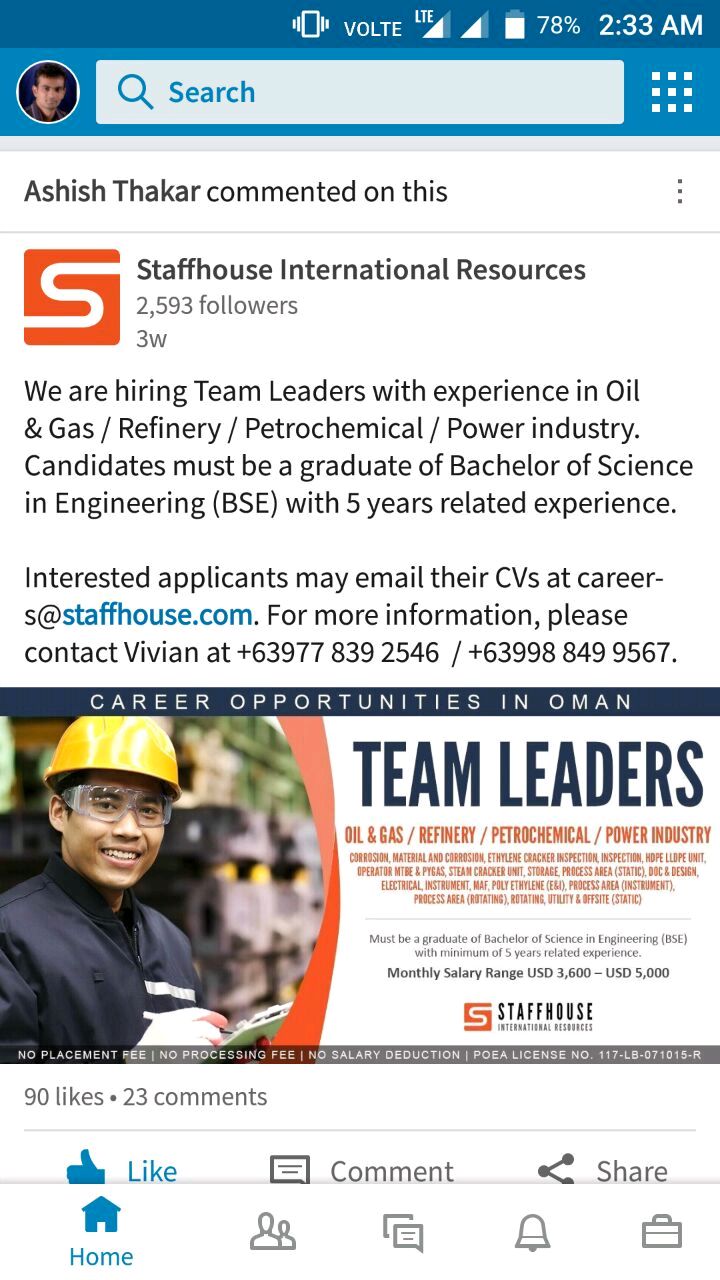 VOLTE LTE 78% 2:33 AM
Search
Ashish Thakar commented on this
Staffhouse International Resources
2,593 followers
3w
We are hiring Team Leaders with experience in Oil
& Gas / Refinery / Petrochemical / Power industry.
Candidates must be a graduate of Bachelor of Science
in Engineering (BSE) with 5 years related experience.
Interested applicants may email their CVs at career-
s@staffhouse.com. For more information, please
contact Vivian at +63977 839 2546 / +63998 849 9567.
CAREER OPPORTUNITIES IN OMAN
TEAM LEADERS
OIL & GAS / REFINERY / PETROCHEMICAL / POWER INDUSTRY
CORROSION, MATERIAL AND CORROSION, ETHYLENE CRACKER INSPECTION, INSPECTION, HDPE LLDPE UNIT,
OPERATOR MTBE & PYGAS, STEAM CRACKER UNIT, STORAGE, PROCESS AREA (STATIC), DOC & DESIGN,
ELECTRICAL, INSTRUMENT, MAF, POLY ETHYLENE (E&I), PROCESS AREA (INSTRUMENT),
PROCESS AREA (ROTATING), ROTATING, UTILITY & OFFSITE (STATIC)
Must be a graduate of Bachelor of Science in Engineering (BSE)
with minimum of 5 years related experience.
Monthly Salary Range USD 3,600 – USD 5,000
STAFFHOUSE
INTERNATIONAL RESOURCES
NO PLACEMENT FEE | NO PROCESSING FEE | NO SALARY DEDUCTION | POEA LICENSE NO. 117-LB-071015-R
90 likes • 23 comments
Like Comment Share
Home